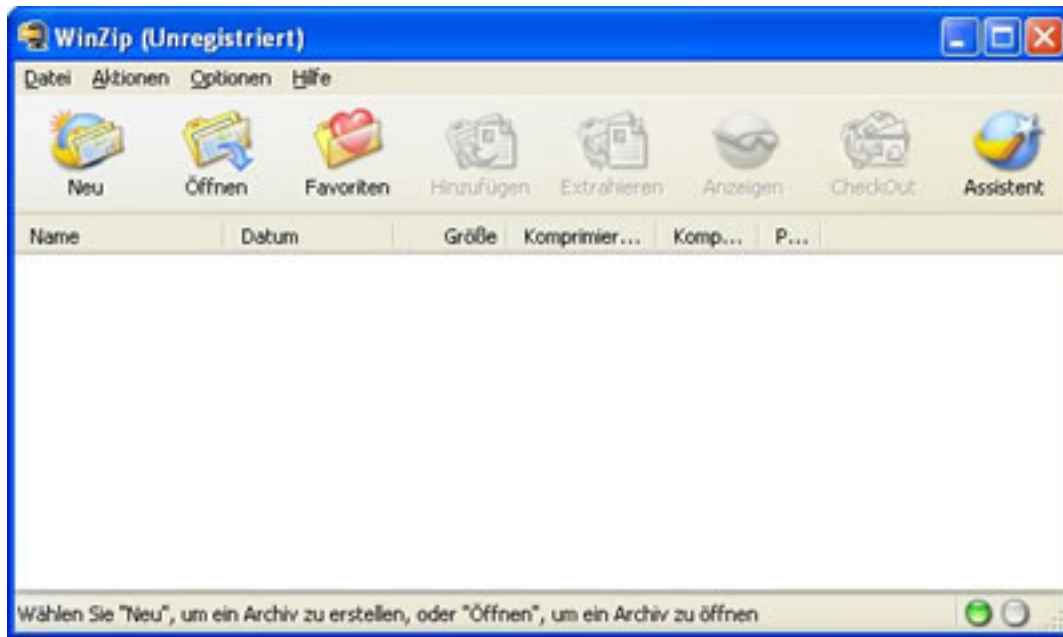 WinZip (Unregistriert)
Datei Aktionen Optionen Hilfe
Neu Öffnen Favoriten Hinzufügen Extrahieren Anzeigen CheckOut Assistent
Name Datum Größe Komprimier... Komp... P...
Wählen Sie "Neu", um ein Archiv zu erstellen, oder "Öffnen", um ein Archiv zu öffnen